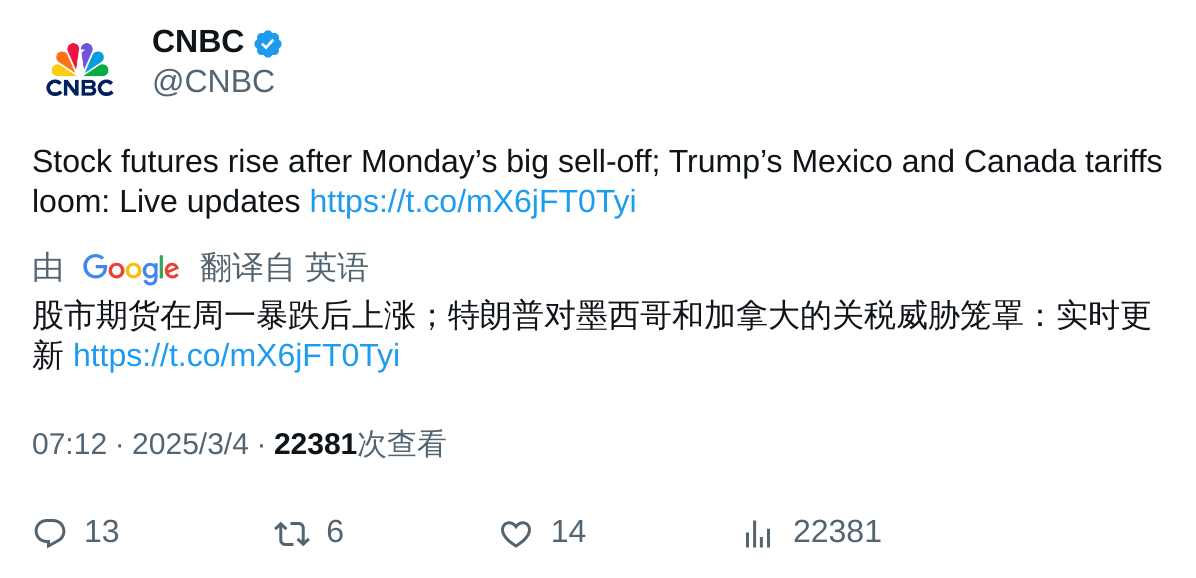 CNBC
CNBC
@CNBC
Stock futures rise after Monday’s big sell-off; Trump’s Mexico and Canada tariffs
loom: Live updates https://t.co/mX6jFT0Tyi
由 Google 翻译自 英语
股市期货在周一暴跌后上涨；特朗普对墨西哥和加拿大的关税威胁笼罩：实时更
新 https://t.co/mX6jFT0Tyi
07:12 · 2025/3/4 · 22381次查看
13 6 14 22381